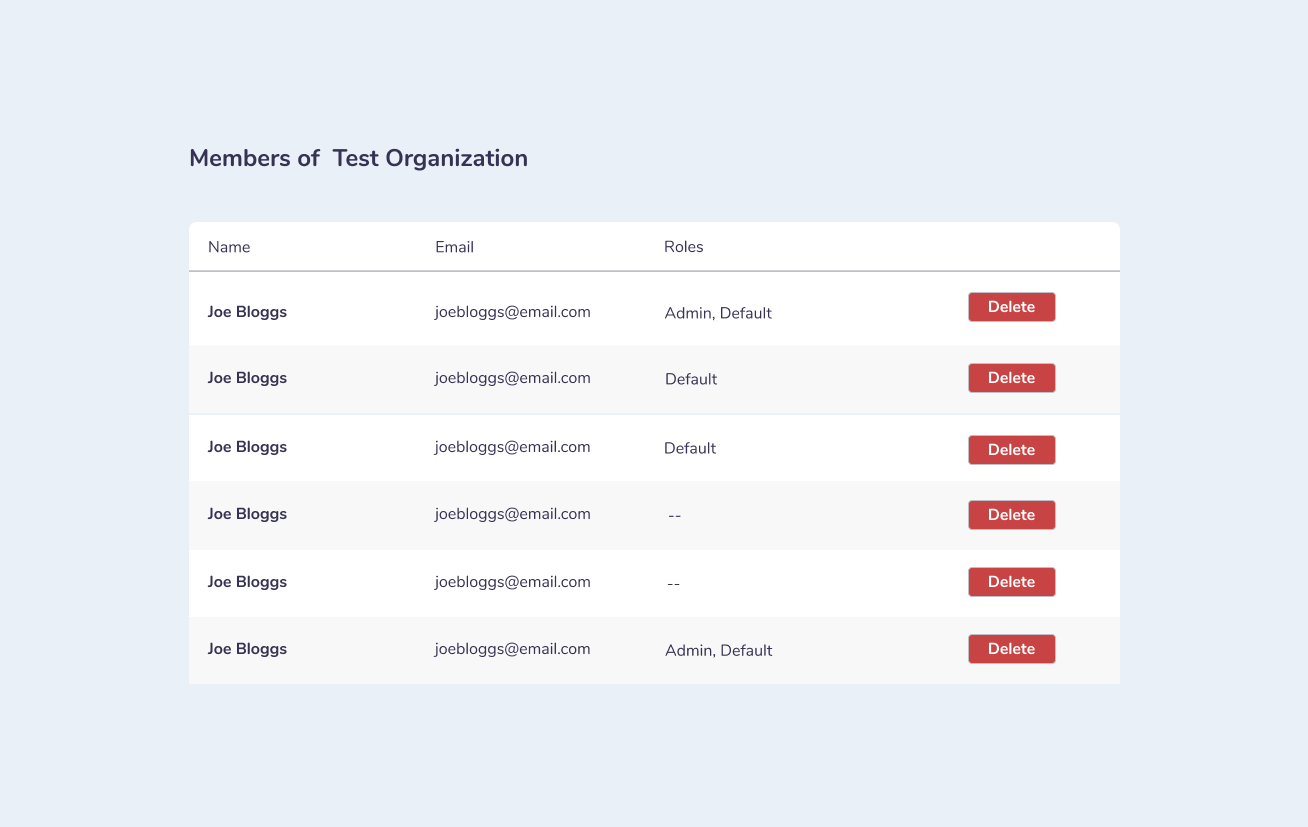 Members of  Test Organization
Name Email Roles
Joe Bloggs joebloggs@email.com Admin, Default Delete
Joe Bloggs joebloggs@email.com Default Delete
Joe Bloggs joebloggs@email.com Default Delete
Joe Bloggs joebloggs@email.com -- Delete
Joe Bloggs joebloggs@email.com -- Delete
Joe Bloggs joebloggs@email.com Admin, Default Delete